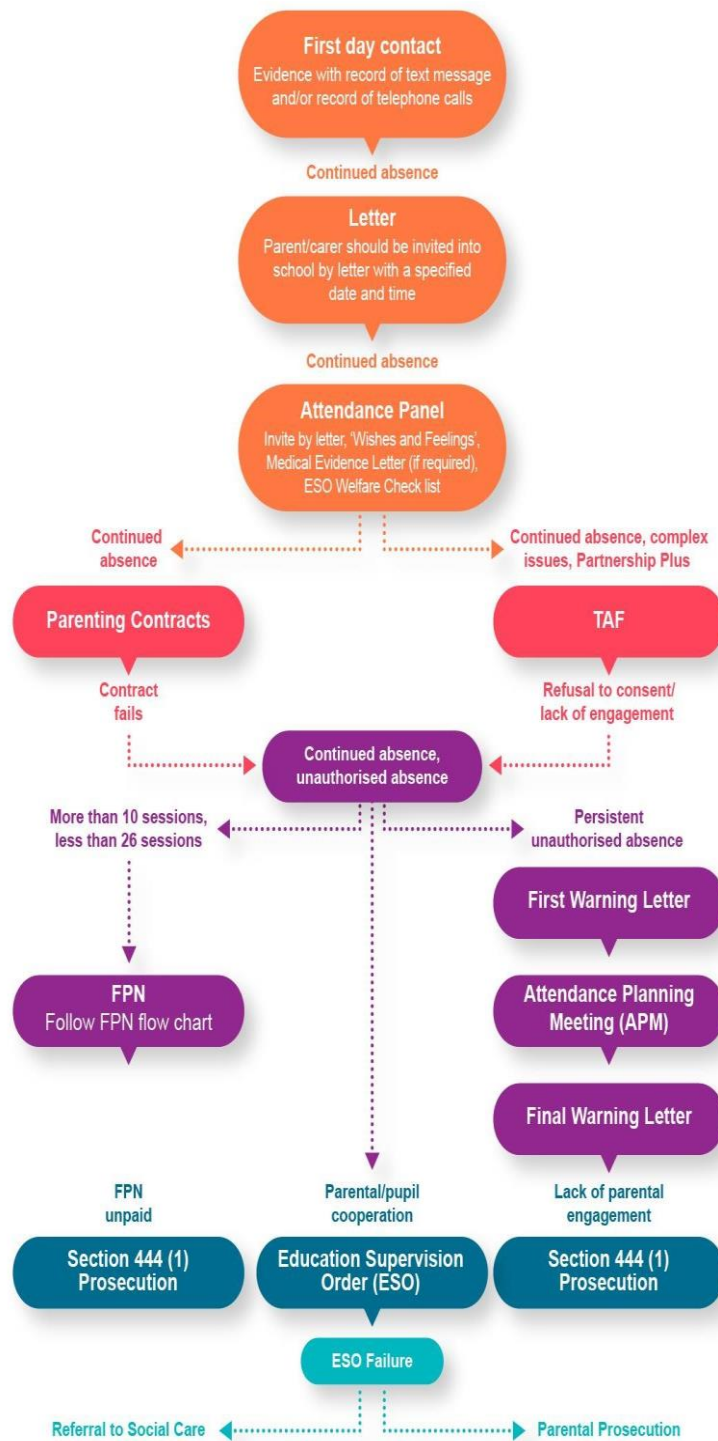 First day contact
Evidence with record of text message
and/or record of telephone calls
Continued absence
Letter
Parent/carer should be invited into
school by letter with a specified
date and time
Continued absence
Attendance Panel
Invite by letter, ‘Wishes and Feelings’,
Medical Evidence Letter (if required),
ESO Welfare Check list
Continued
absence
Continued absence, complex
issues, Partnership Plus
Parenting Contracts
TAF
Contract
fails
Refusal to consent/
lack of engagement
Continued absence,
unauthorised absence
More than 10 sessions,
less than 26 sessions
Persistent
unauthorised absence
First Warning Letter
FPN
Follow FPN flow chart
Attendance Planning
Meeting (APM)
Final Warning Letter
FPN
unpaid
Parental/pupil
cooperation
Lack of parental
engagement
Section 444 (1)
Prosecution
Education Supervision
Order (ESO)
Section 444 (1)
Prosecution
ESO Failure
Referral to Social Care
Parental Prosecution